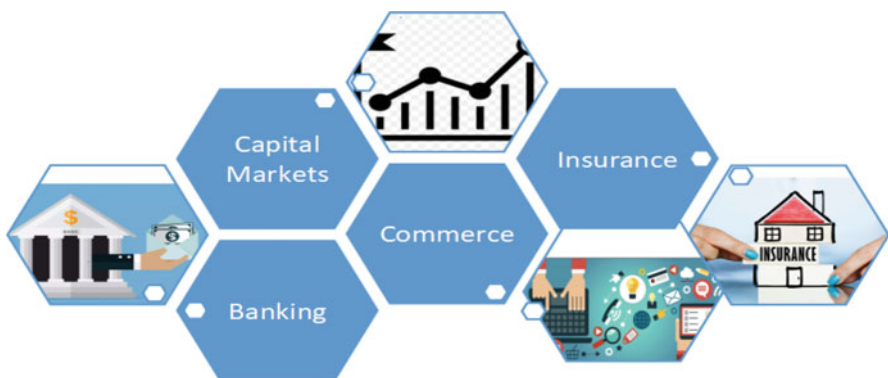 Capital
Markets
Insurance
Commerce
Banking
$
$
INSURANCE